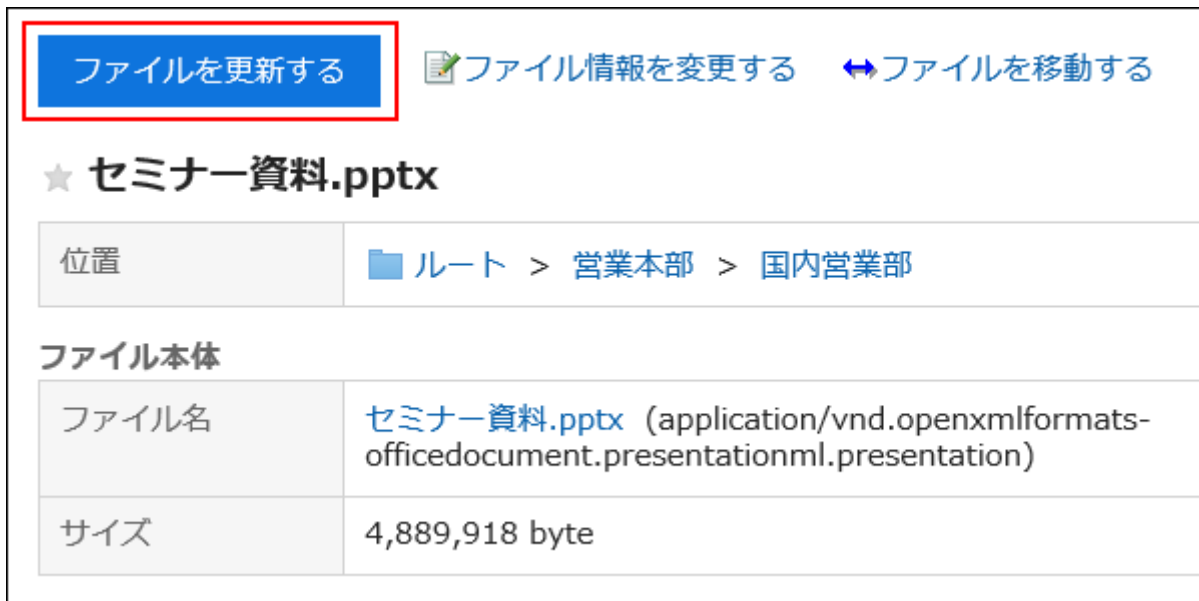 ファイルを更新する ファイル情報を変更する ファイルを移動する
セミナー資料.pptx
位置 ルート > 営業本部 > 国内営業部
ファイル本体
ファイル名 セミナー資料.pptx (application/vnd.openxmlformats-
officedocument.presentationml.presentation)
サイズ 4,889,918 byte